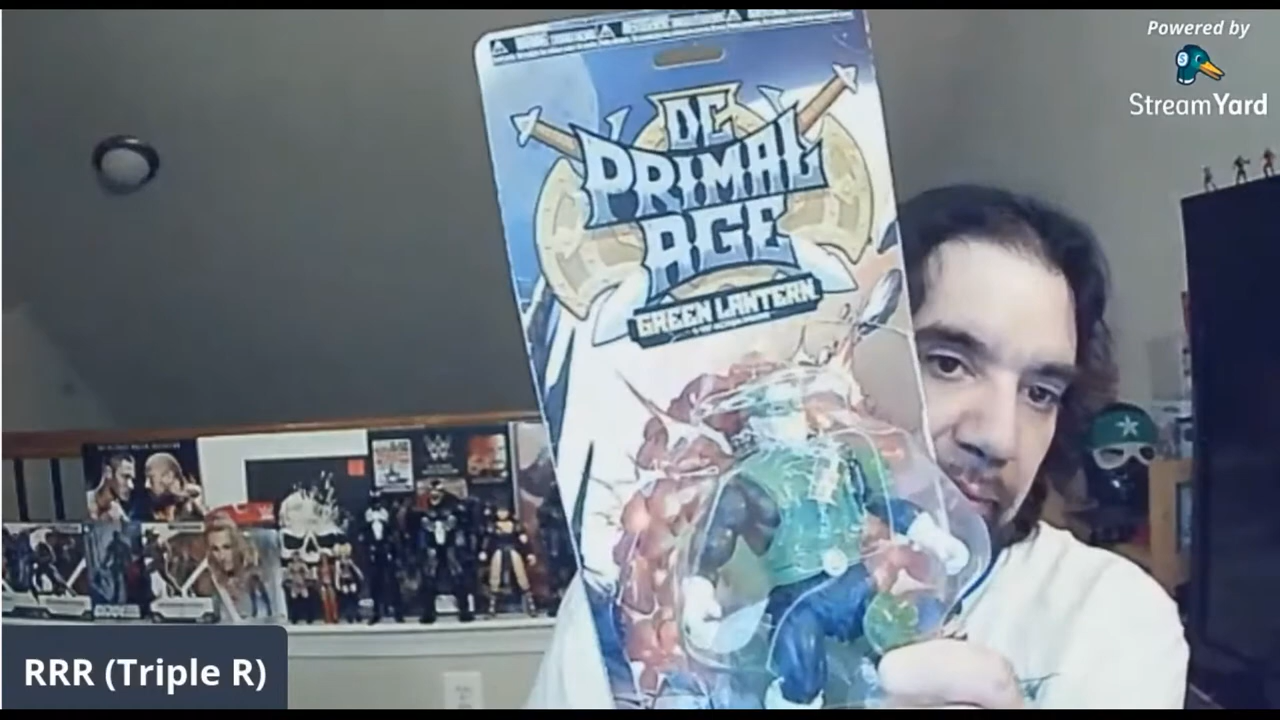 Powered by
StreamYard
DC
PRIMAL
AGE
GREEN LANTERN
RRR (Triple R)